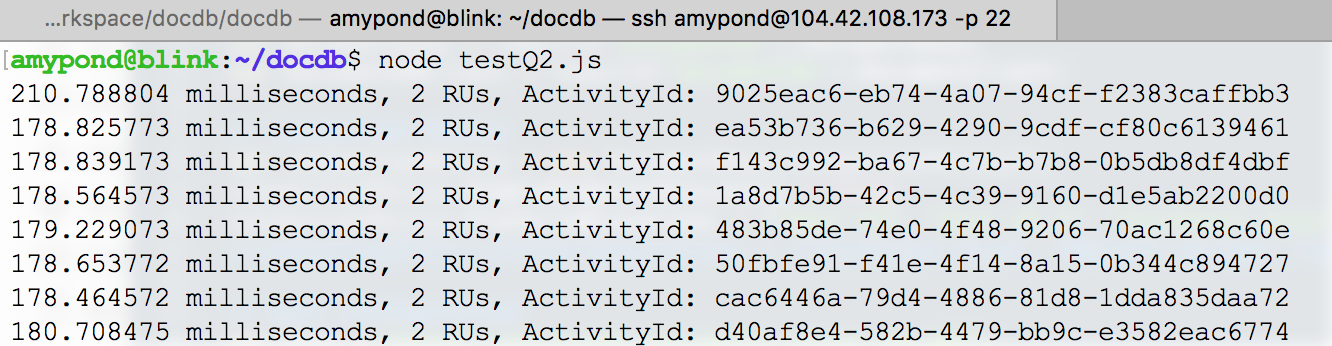 ...rkspace/docdb/docdb — amypond@blink: ~/docdb — ssh amypond@104.42.108.173 -p 22
[amypond@blink:~/docdb$ node testQ2.js
210.788804 milliseconds, 2 RUs, ActivityId: 9025eac6-eb74-4a07-94cf-f2383caffbb3
178.825773 milliseconds, 2 RUs, ActivityId: ea53b736-b629-4290-9cdf-cf80c6139461
178.839173 milliseconds, 2 RUs, ActivityId: f143c992-ba67-4c7b-b7b8-0b5db8df4dbf
178.564573 milliseconds, 2 RUs, ActivityId: 1a8d7b5b-42c5-4c39-9160-d1e5ab2200d0
179.229073 milliseconds, 2 RUs, ActivityId: 483b85de-74e0-4f48-9206-70ac1268c60e
178.653772 milliseconds, 2 RUs, ActivityId: 50fbfe91-f41e-4f14-8a15-0b344c894727
178.464572 milliseconds, 2 RUs, ActivityId: cac6446a-79d4-4886-81d8-1dda835daa72
180.708475 milliseconds, 2 RUs, ActivityId: d40af8e4-582b-4479-bb9c-e3582eac6774